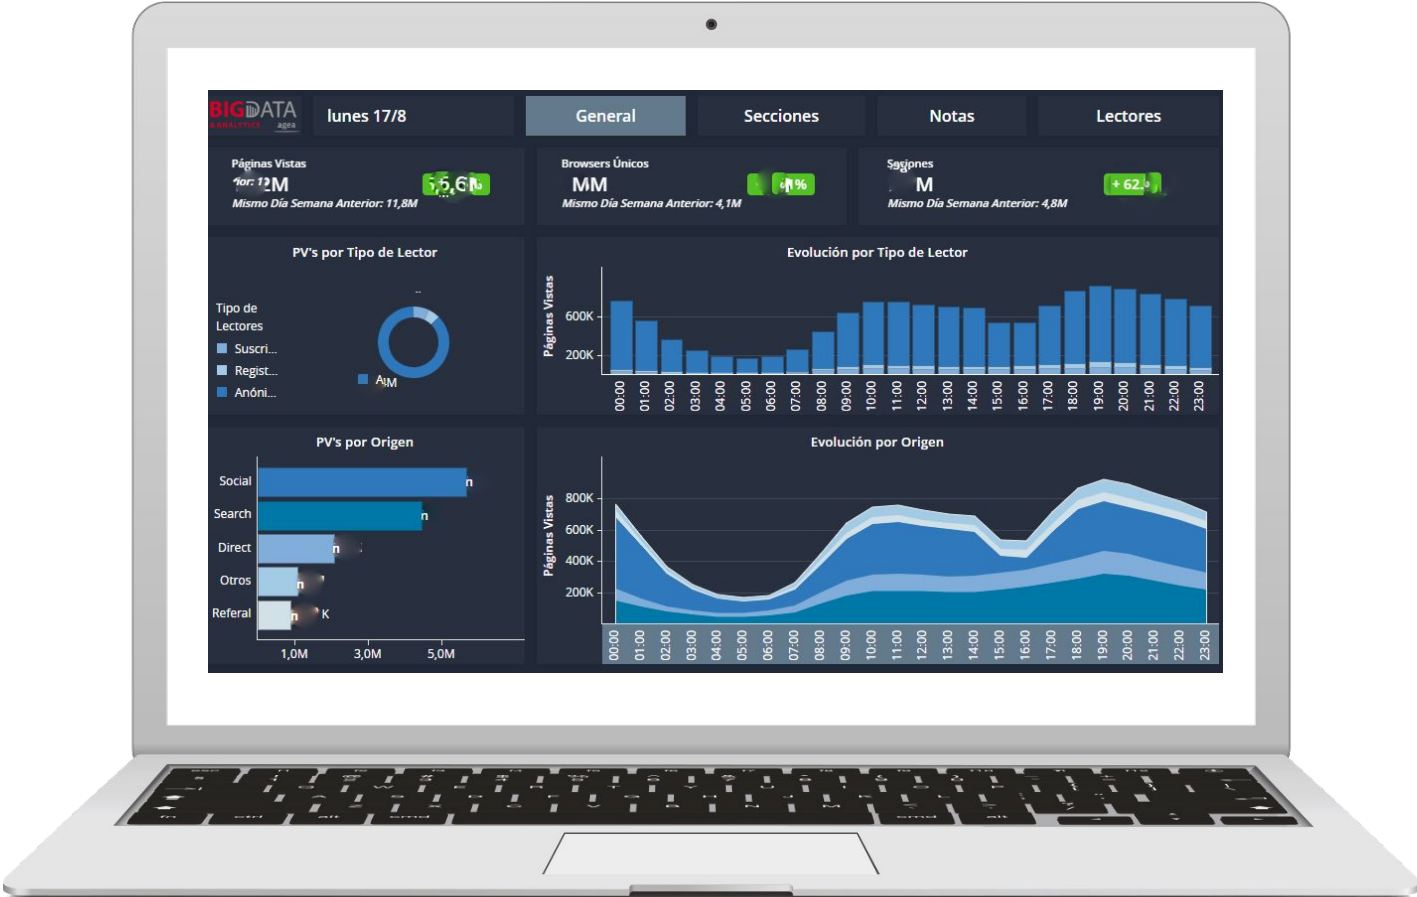 BIGDATA
&ANALYTICS agea
lunes 17/8
General
Secciones
Notas
Lectores
Páginas Vistas
Mismo Día Semana Anterior: 11,8M
Browsers Únicos
MM
Mismo Día Semana Anterior: 4,1M
M
Mismo Día Semana Anterior: 4,8M
PV's por Tipo de Lector
Tipo de
Lectores
Suscri...
Regist...
Anóni...
Evolución por Tipo de Lector
Páginas Vistas
600K
200K
00:00
01:00
02:00
03:00
04:00
05:00
06:00
07:00
08:00
09:00
10:00
11:00
12:00
13:00
14:00
15:00
16:00
17:00
18:00
19:00
20:00
21:00
22:00
23:00
PV's por Origen
Social
Search
Direct
Otros
Referal
K
1,0M
3,0M
5,0M
Evolución por Origen
Páginas Vistas
800K
600K
400K
200K
00:00
01:00
02:00
03:00
04:00
05:00
06:00
07:00
08:00
09:00
10:00
11:00
12:00
13:00
14:00
15:00
16:00
17:00
18:00
19:00
20:00
21:00
22:00
23:00
fn
ctrl
alt
cmd
cmd
alt